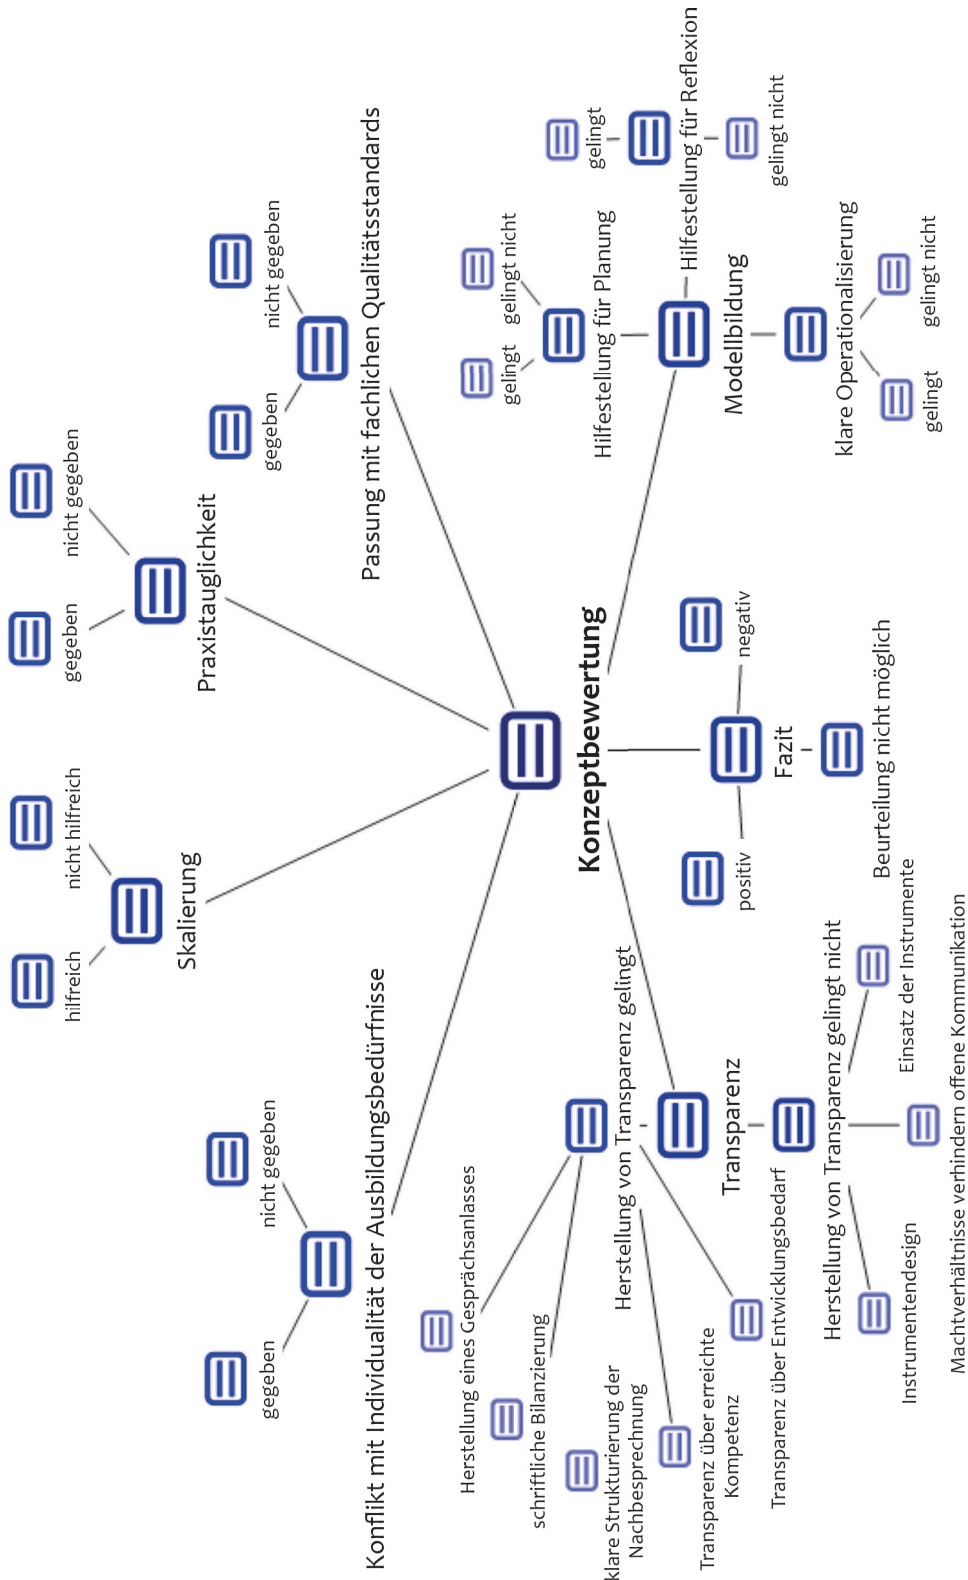 hilfreich
nicht hilfreich
Skalierung
gegeben
nicht gegeben
Praxistauglichkeit
gegeben
nicht gegeben
Konflikt mit Individualität der Ausbildungsbedürfnisse
gegeben
nicht gegeben
Passung mit fachlichen Qualitätsstandards
Konzeptbewertung
Herstellung eines Gesprächsanlasses
schriftliche Bilanzierung
klare Strukturierung der
Nachbesprechnung
Transparenz über erreichte
Kompetenz
Transparenz über Entwicklungsbedarf
Herstellung von Transparenz gelingt
Transparenz
Herstellung von Transparenz gelingt nicht
Instrumentendesign
Machtverhältnisse verhindern offene Kommunikation
Einsatz der Instrumente
positiv
negativ
Fazit
Beurteilung nicht möglich
gelingt
gelingt nicht
Hilfestellung für Planung
Modellbildung
gelingt
Hilfestellung für Reflexion
gelingt nicht
klare Operationalisierung
gelingt
gelingt nicht